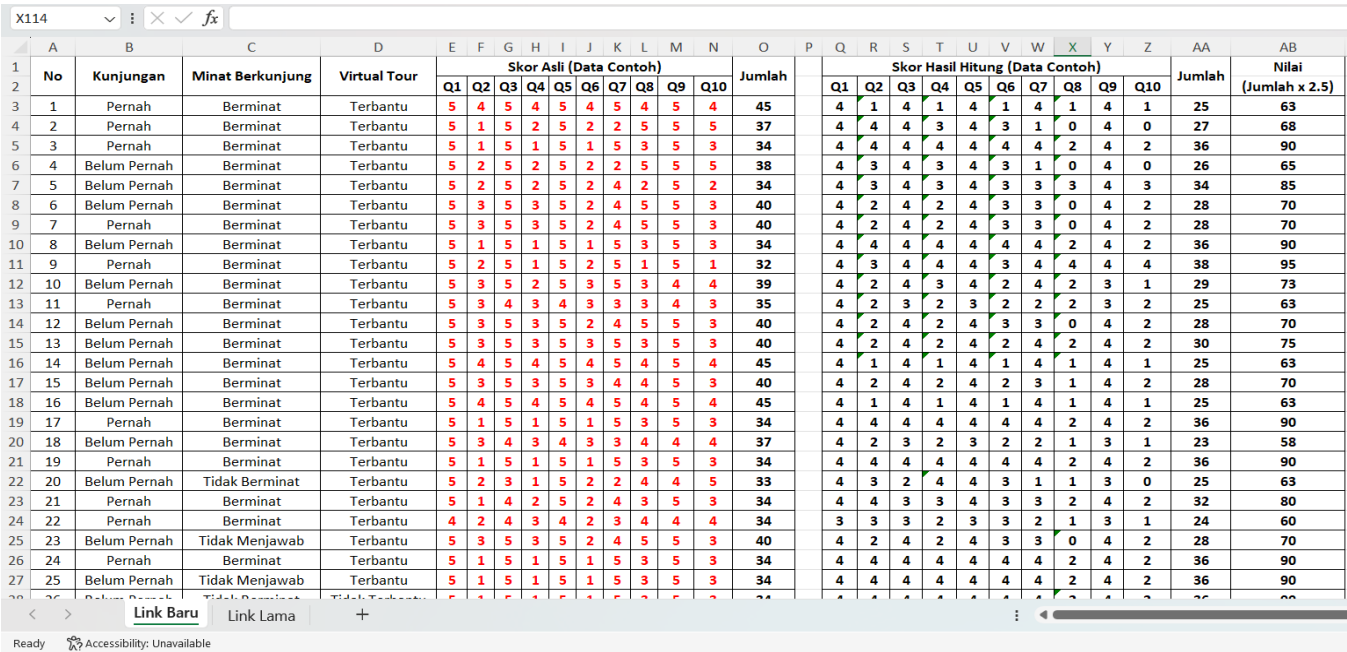 X114 fx
A B C D E F G H I J K L M N O P Q R S T U V W X Y Z AA AB
1 No Kunjungan Minat Berkunjung Virtual Tour Skor Asli (Data Contoh) Jumlah Skor Hasil Hitung (Data Contoh) Jumlah Nilai
2 Q1 Q2 Q3 Q4 Q5 Q6 Q7 Q8 Q9 Q10 Q1 Q2 Q3 Q4 Q5 Q6 Q7 Q8 Q9 Q10 (Jumlah x 2.5)
3 1 Pernah Berminat Terbantu 5 4 5 4 5 4 5 4 5 4 45 4 1 4 1 4 1 4 1 4 1 25 63
4 2 Pernah Berminat Terbantu 5 1 5 2 5 2 2 5 5 5 37 4 4 4 3 4 3 1 0 4 0 27 68
5 3 Pernah Berminat Terbantu 5 1 5 1 5 1 5 3 5 3 34 4 4 4 4 4 4 4 2 4 2 36 90
6 4 Belum Pernah Berminat Terbantu 5 2 5 2 5 2 2 5 5 5 38 4 3 4 3 4 3 1 0 4 0 26 65
7 5 Belum Pernah Berminat Terbantu 5 2 5 2 5 2 4 2 5 2 34 4 3 4 3 4 3 3 3 4 3 34 85
8 6 Belum Pernah Berminat Terbantu 5 3 5 3 5 2 4 5 5 3 40 4 2 4 2 4 3 3 0 4 2 28 70
9 7 Pernah Berminat Terbantu 5 3 5 3 5 2 4 5 5 3 40 4 2 4 2 4 3 3 0 4 2 28 70
10 8 Belum Pernah Berminat Terbantu 5 1 5 1 5 1 5 3 5 3 34 4 4 4 4 4 4 4 2 4 2 36 90
11 9 Pernah Berminat Terbantu 5 2 5 1 5 2 5 1 5 1 32 4 3 4 4 4 3 4 4 4 4 38 95
12 10 Belum Pernah Berminat Terbantu 5 3 5 2 5 3 5 3 4 4 39 4 2 4 3 4 2 4 2 3 1 29 73
13 11 Pernah Berminat Terbantu 5 3 4 3 4 3 3 3 4 3 35 4 2 3 2 3 2 2 2 3 2 25 63
14 12 Belum Pernah Berminat Terbantu 5 3 5 3 5 2 4 5 5 3 40 4 2 4 2 4 3 3 0 4 2 28 70
15 13 Belum Pernah Berminat Terbantu 5 3 5 3 5 3 5 3 5 3 40 4 2 4 2 4 2 4 2 4 2 30 75
16 14 Belum Pernah Berminat Terbantu 5 4 5 4 5 4 5 4 5 4 45 4 1 4 1 4 1 4 1 4 1 25 63
17 15 Belum Pernah Berminat Terbantu 5 3 5 3 5 3 4 4 5 3 40 4 2 4 2 4 2 3 1 4 2 28 70
18 16 Belum Pernah Berminat Terbantu 5 4 5 4 5 4 5 4 5 4 45 4 1 4 1 4 1 4 1 4 1 25 63
19 17 Pernah Berminat Terbantu 5 1 5 1 5 1 5 3 5 3 34 4 4 4 4 4 4 4 2 4 2 36 90
20 18 Belum Pernah Berminat Terbantu 5 3 4 3 4 3 3 4 4 4 37 4 2 3 2 3 2 2 1 3 1 23 58
21 19 Pernah Berminat Terbantu 5 1 5 1 5 1 5 3 5 3 34 4 4 4 4 4 4 4 2 4 2 36 90
22 20 Belum Pernah Tidak Berminat Terbantu 5 2 3 1 5 2 2 4 4 5 33 4 3 2 4 4 3 1 1 3 0 25 63
23 21 Pernah Berminat Terbantu 5 1 4 2 5 2 4 3 5 3 34 4 4 3 3 4 3 3 2 4 2 32 80
24 22 Pernah Berminat Terbantu 4 2 4 3 4 2 3 4 4 4 34 3 3 3 2 3 3 2 1 3 1 24 60
25 23 Belum Pernah Tidak Menjawab Terbantu 5 3 5 3 5 2 4 5 5 3 40 4 2 4 2 4 3 3 0 4 2 28 70
26 24 Pernah Berminat Terbantu 5 1 5 1 5 1 5 3 5 3 34 4 4 4 4 4 4 4 2 4 2 36 90
27 25 Belum Pernah Tidak Menjawab Terbantu 5 1 5 1 5 1 5 3 5 3 34 4 4 4 4 4 4 4 2 4 2 36 90
Link Baru Link Lama
Ready Accessibility: Unavailable